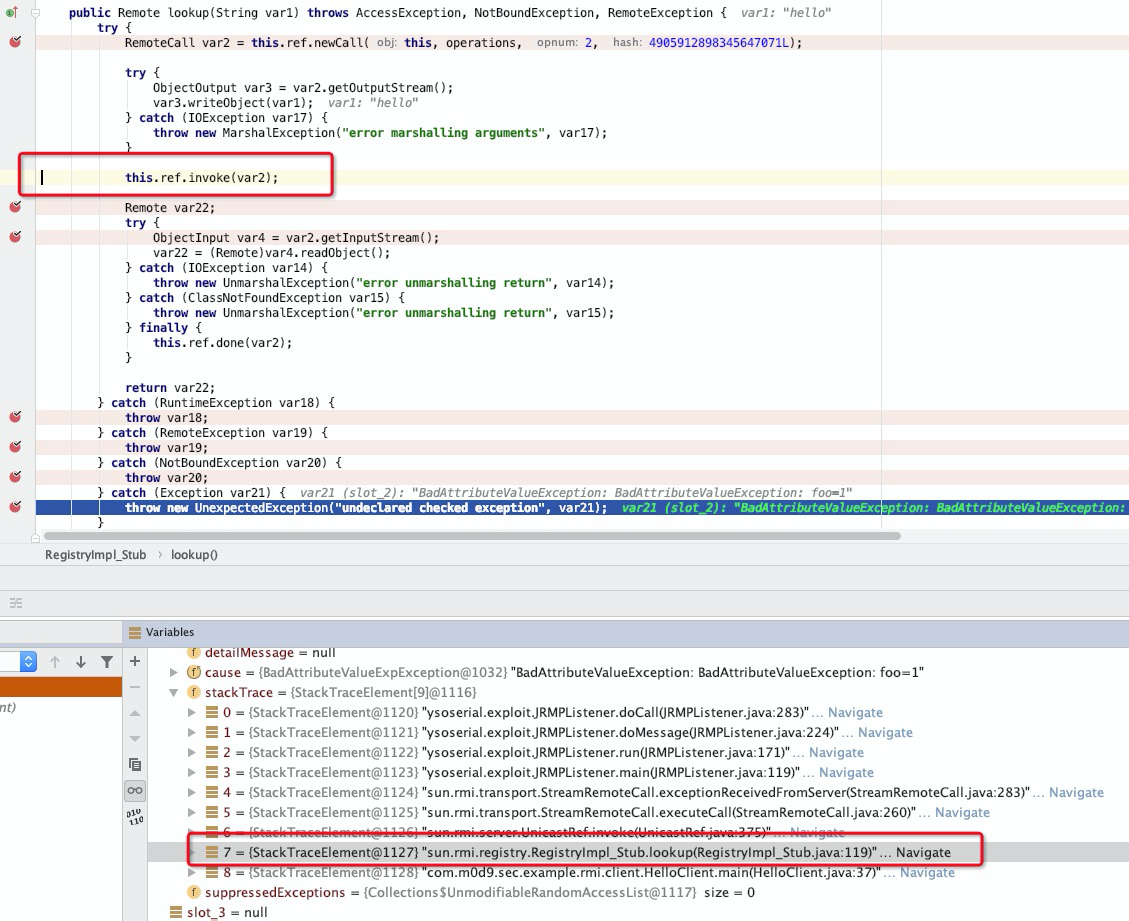 public Remote lookup(String var1) throws AccessException, NotBoundException, RemoteException {  var1: "hello"
try {
RemoteCall var2 = this.ref.newCall( obj: this, operations,  opnum: 2,  hash: 4905912898345647071L);
try {
ObjectOutput var3 = var2.getOutputStream();
var3.writeObject(var1);  var1: "hello"
} catch (IOException var17) {
throw new MarshalException("error marshalling arguments", var17);
}
this.ref.invoke(var2);
Remote var22;
try {
ObjectInput var4 = var2.getInputStream();
var22 = (Remote)var4.readObject();
} catch (IOException var14) {
throw new UnmarshalException("error unmarshalling return", var14);
} catch (ClassNotFoundException var15) {
throw new UnmarshalException("error unmarshalling return", var15);
} finally {
this.ref.done(var2);
}
return var22;
} catch (RuntimeException var18) {
throw var18;
} catch (RemoteException var19) {
throw var19;
} catch (NotBoundException var20) {
throw var20;
} catch (Exception var21) {  var21 (slot_2): "BadAttributeValueException: BadAttributeValueException: foo=1"
throw new UnexpectedException("undeclared checked exception", var21);  var21 (slot_2): "BadAttributeValueException: BadAttributeValueException:
}
RegistryImpl_Stub › lookup()
Variables
detailMessage = null
cause = {BadAttributeValueExpException@1032} "BadAttributeValueException: BadAttributeValueException: foo=1"
stackTrace = {StackTraceElement[9]@1116}
nt)
0 = {StackTraceElement@1120} "ysoserial.exploit.JRMPListener.doCall(JRMPListener.java:283)"... Navigate
1 = {StackTraceElement@1121} "ysoserial.exploit.JRMPListener.doMessage(JRMPListener.java:224)"... Navigate
2 = {StackTraceElement@1122} "ysoserial.exploit.JRMPListener.run(JRMPListener.java:171)"... Navigate
3 = {StackTraceElement@1123} "ysoserial.exploit.JRMPListener.main(JRMPListener.java:119)"... Navigate
4 = {StackTraceElement@1124} "sun.rmi.transport.StreamRemoteCall.exceptionReceivedFromServer(StreamRemoteCall.java:283)"... Navigate
5 = {StackTraceElement@1125} "sun.rmi.transport.StreamRemoteCall.executeCall(StreamRemoteCall.java:260)"... Navigate
6 = {StackTraceElement@1126} "sun.rmi.server.UnicastRef.invoke(UnicastRef.java:375)"... Navigate
7 = {StackTraceElement@1127} "sun.rmi.registry.RegistryImpl_Stub.lookup(RegistryImpl_Stub.java:119)"... Navigate
8 = {StackTraceElement@1128} "com.m0d9.sec.example.rmi.client.HelloClient.main(HelloClient.java:37)"... Navigate
suppressedExceptions = {Collections$UnmodifiableRandomAccessList@1117}  size = 0
slot_3 = null